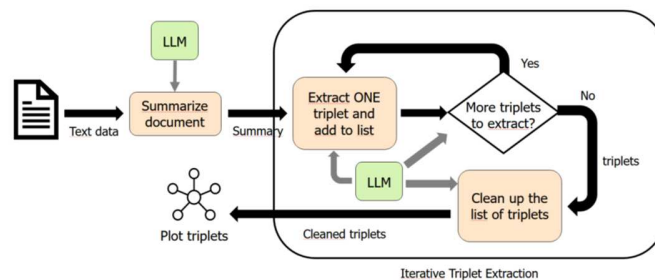 LLM
Summarize
document
Text data
Summary
Extract ONE
triplet and
add to list
Yes
More triplets
to extract?
No
triplets
LLM
Clean up the
list of triplets
Cleaned triplets
Plot triplets
Iterative Triplet Extraction